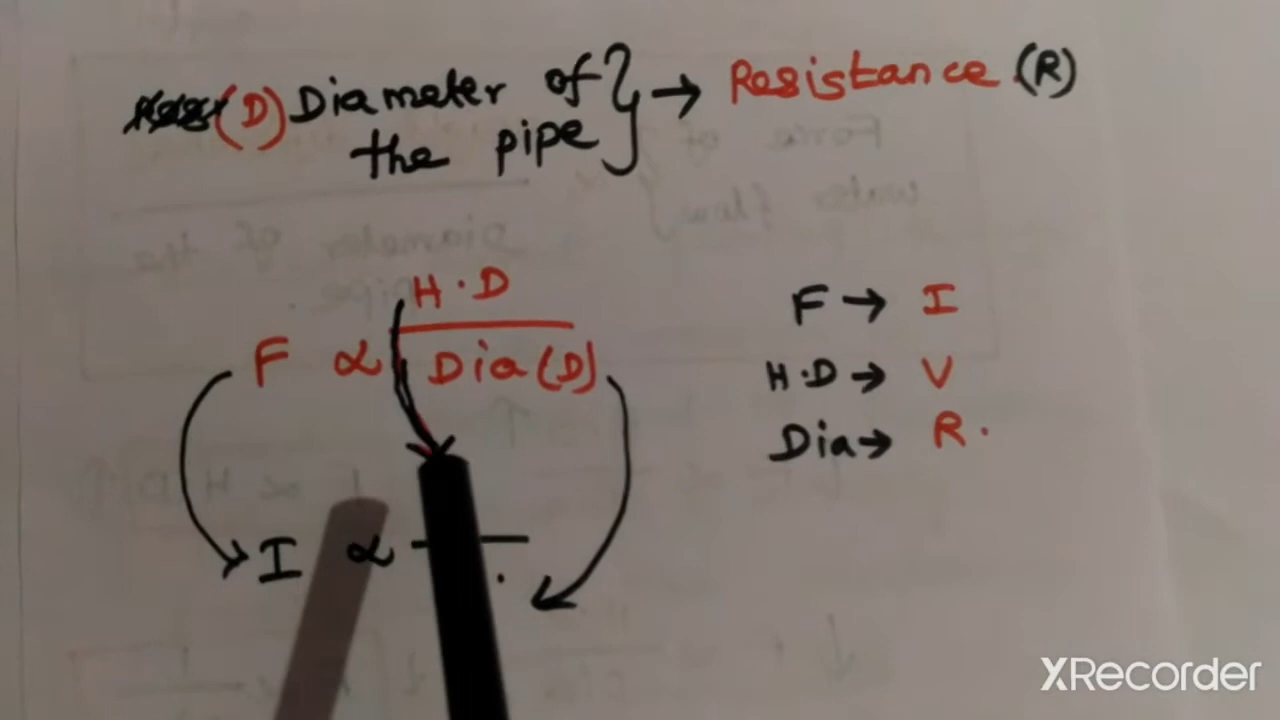 (D) Diameter of } → Resistance (R)
the pipe
H.D
F ∝ Dia (D)
F → I
H.D → V
Dia → R.
I ∝
XRecorder